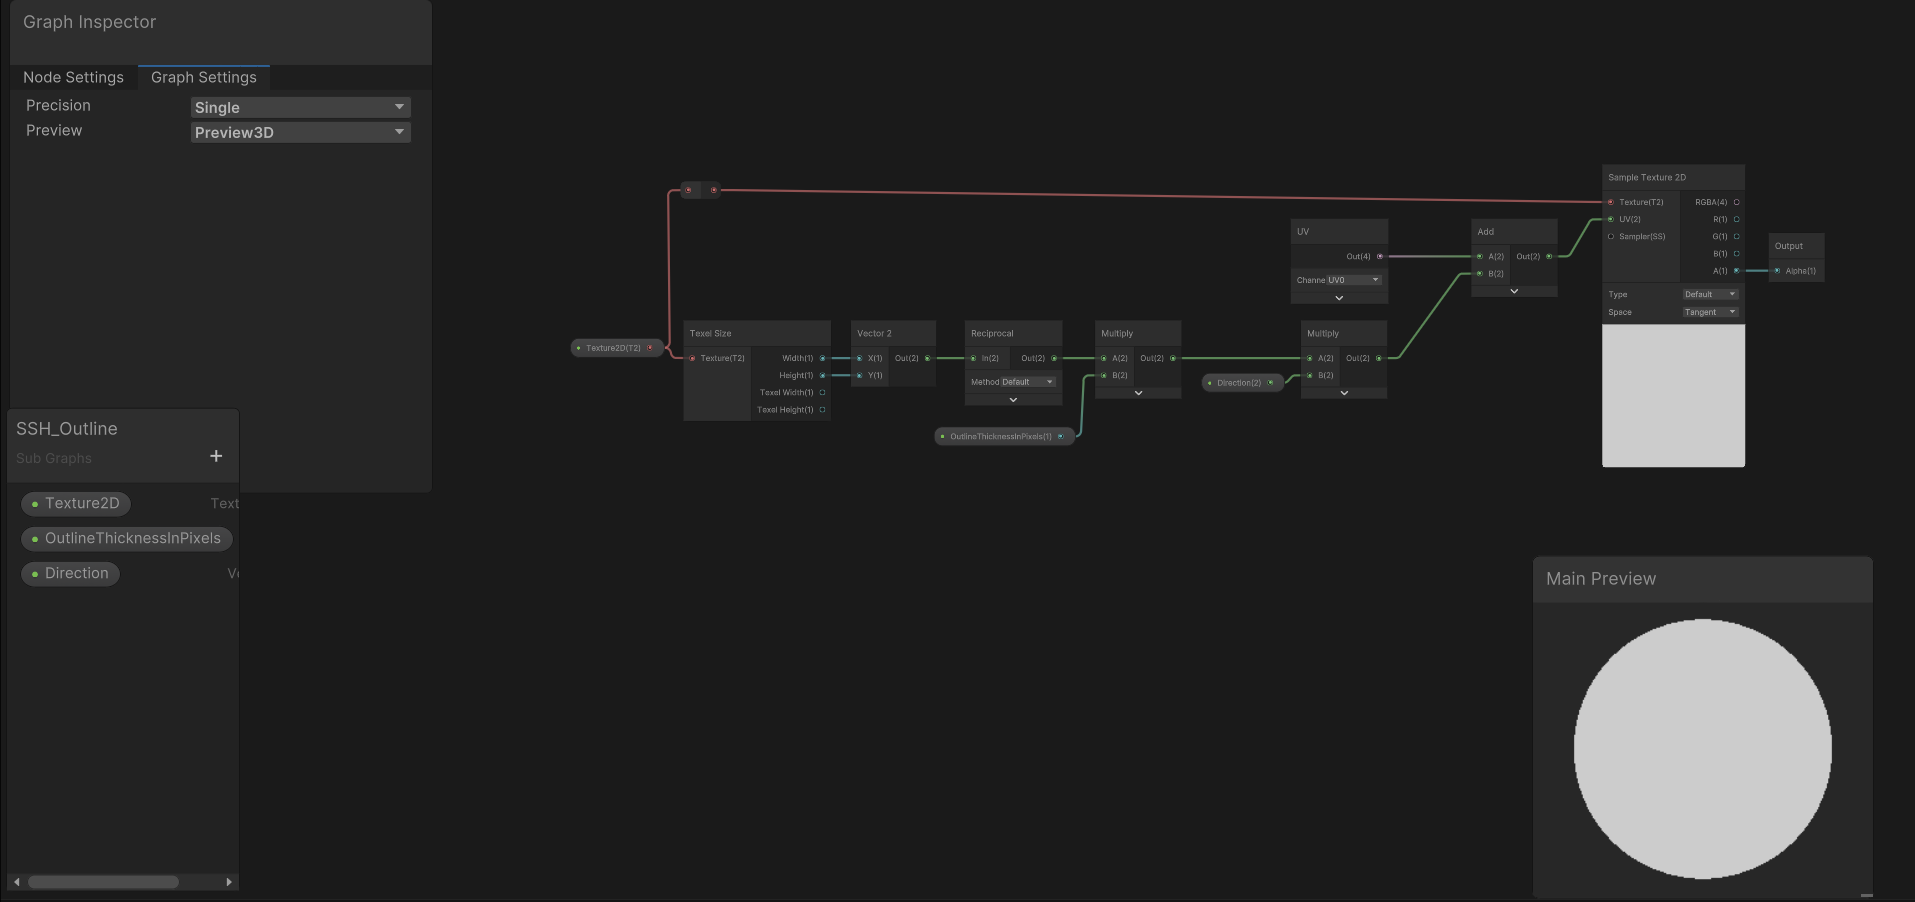 Graph Inspector
Node Settings
Graph Settings
Precision
Single
Preview
Preview3D
SSH_Outline
Sub Graphs
+
Texture2D
Text
OutlineThicknessInPixels
Direction
Ve
Texture2D(T2)
Texel Size
Texture(T2)
Width(1)
Height(1)
Texel Width(1)
Texel Height(1)
Vector 2
X(1)
Out(2)
Y(1)
Reciprocal
In(2)
Out(2)
Method
Default
OutlineThicknessInPixels(1)
Multiply
A(2)
Out(2)
B(2)
Direction(2)
Multiply
A(2)
Out(2)
B(2)
UV
Out(4)
Channe
UV0
Add
A(2)
Out(2)
B(2)
Sample Texture 2D
Texture(T2)
RGBA(4)
UV(2)
R(1)
Sampler(SS)
G(1)
B(1)
A(1)
Type
Default
Space
Tangent
Output
Alpha(1)
Main Preview